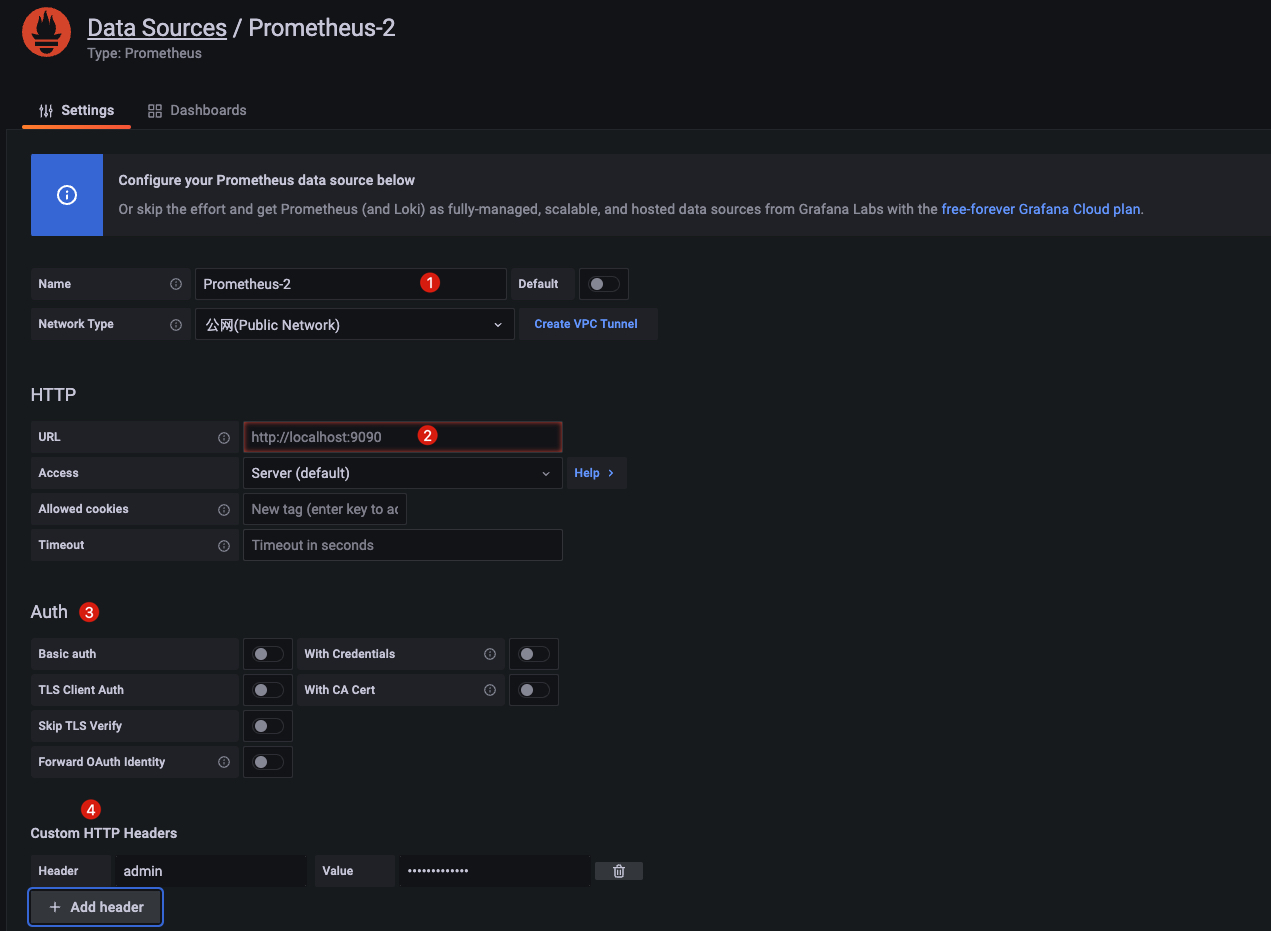 Data Sources / Prometheus-2
Type: Prometheus
Settings
Dashboards
Configure your Prometheus data source below
Or skip the effort and get Prometheus (and Loki) as fully-managed, scalable, and hosted data sources from Grafana Labs with the free-forever Grafana Cloud plan.
Name
Prometheus-2
1
Default
Network Type
公网(Public Network)
Create VPC Tunnel
HTTP
URL
http://localhost:9090
2
Access
Server (default)
Help
Allowed cookies
New tag (enter key to ac
Timeout
Timeout in seconds
Auth
3
Basic auth
With Credentials
TLS Client Auth
With CA Cert
Skip TLS Verify
Forward OAuth Identity
4
Custom HTTP Headers
Header
admin
Value
•••••••••••••
+ Add header